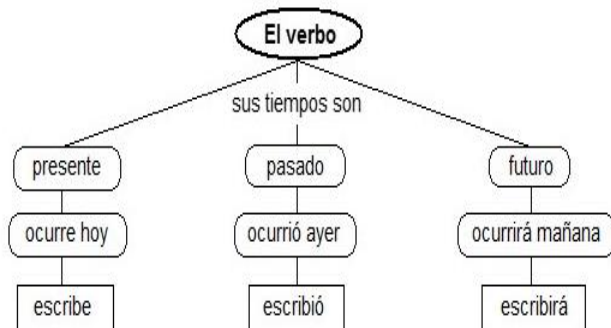 El verbo
sus tiempos son
presente pasado futuro
ocurre hoy ocurrió ayer ocurrirá mañana
escribe escribió escribirá